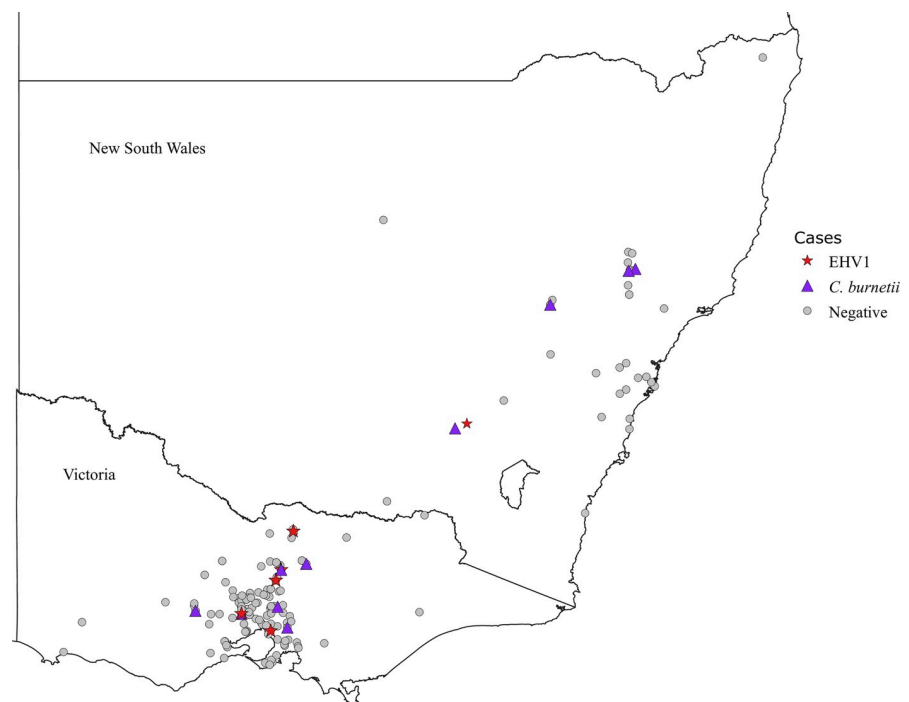 New South Wales
Cases
EHV1
C. burnetii
Negative
Victoria